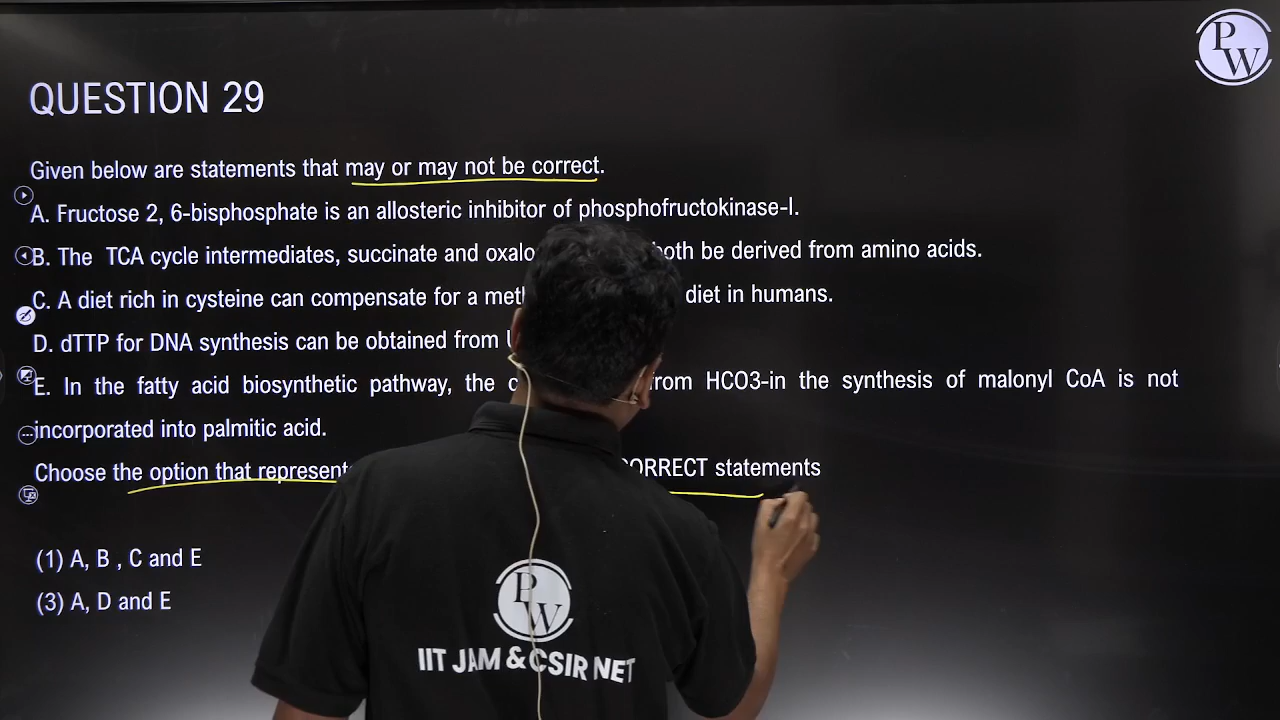 PW
QUESTION 29
Given below are statements that may or may not be correct.
A. Fructose 2, 6-bisphosphate is an allosteric inhibitor of phosphofructokinase-I.
B. The TCA cycle intermediates, succinate and both be derived from amino acids.
C. A diet rich in cysteine can compensate for a diet in humans.
D. dTTP for DNA synthesis can be obtained from
E. In the fatty acid biosynthetic pathway, the from HCO3-in the synthesis of malonyl CoA is not
incorporated into palmitic acid.
Choose the option that statements
(1) A, B , C and E
(3) A, D and E
PW
IIT JAM & CSIR NET